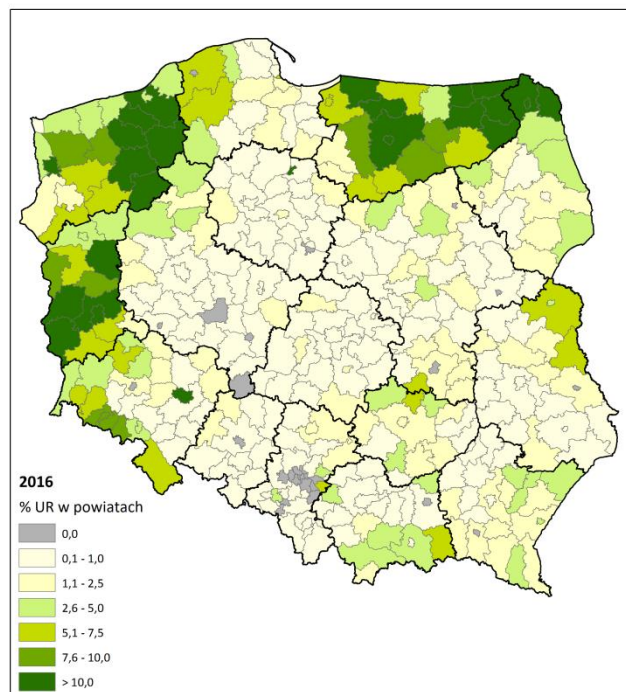 2016
% UR w powiatach
0,0
0,1 - 1,0
1,1 - 2,5
2,6 - 5,0
5,1 - 7,5
7,6 - 10,0
> 10,0